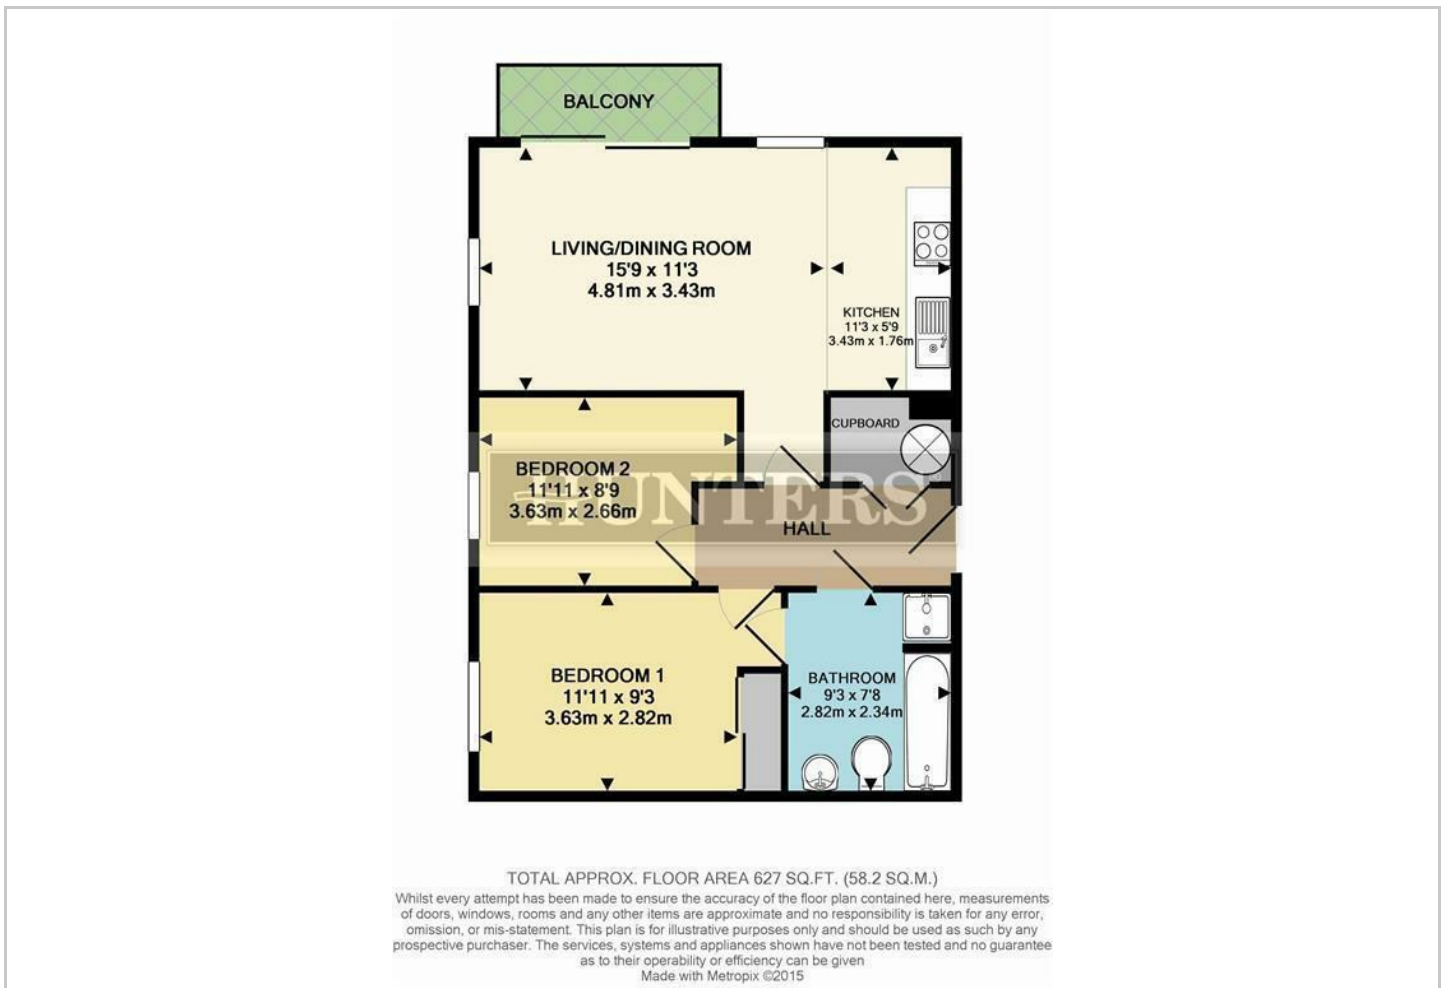 BALCONY
LIVING/DINING ROOM
15'9 x 11'3
4.81m x 3.43m
KITCHEN
11'3 x 5'9
3.43m x 1.76m
CUPBOARD
BEDROOM 2
11'11 x 8'9
3.63m x 2.66m
HUNTERS
HALL
BEDROOM 1
11'11 x 9'3
3.63m x 2.82m
BATHROOM
9'3 x 7'8
2.82m x 2.34m
TOTAL APPROX. FLOOR AREA 627 SQ.FT. (58.2 SQ.M.)
Whilst every attempt has been made to ensure the accuracy of the floor plan contained here, measurements
of doors, windows, rooms and any other items are approximate and no responsibility is taken for any error,
omission, or mis-statement. This plan is for illustrative purposes only and should be used as such by any
prospective purchaser. The services, systems and appliances shown have not been tested and no guarantee
as to their operability or efficiency can be given
Made with Metropix ©2015